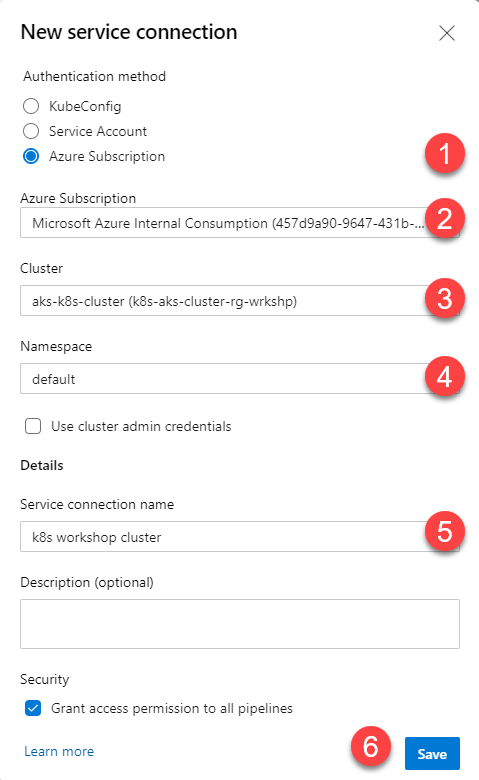 New service connection
Authentication method
KubeConfig
Service Account
Azure Subscription
1
Azure Subscription
Microsoft Azure Internal Consumption (457d9a90-9647-431b-...
2
Cluster
aks-k8s-cluster (k8s-aks-cluster-rg-wrkshp)
3
Namespace
default
4
Use cluster admin credentials
Details
Service connection name
k8s workshop cluster
5
Description (optional)
Security
Grant access permission to all pipelines
Learn more
6
Save